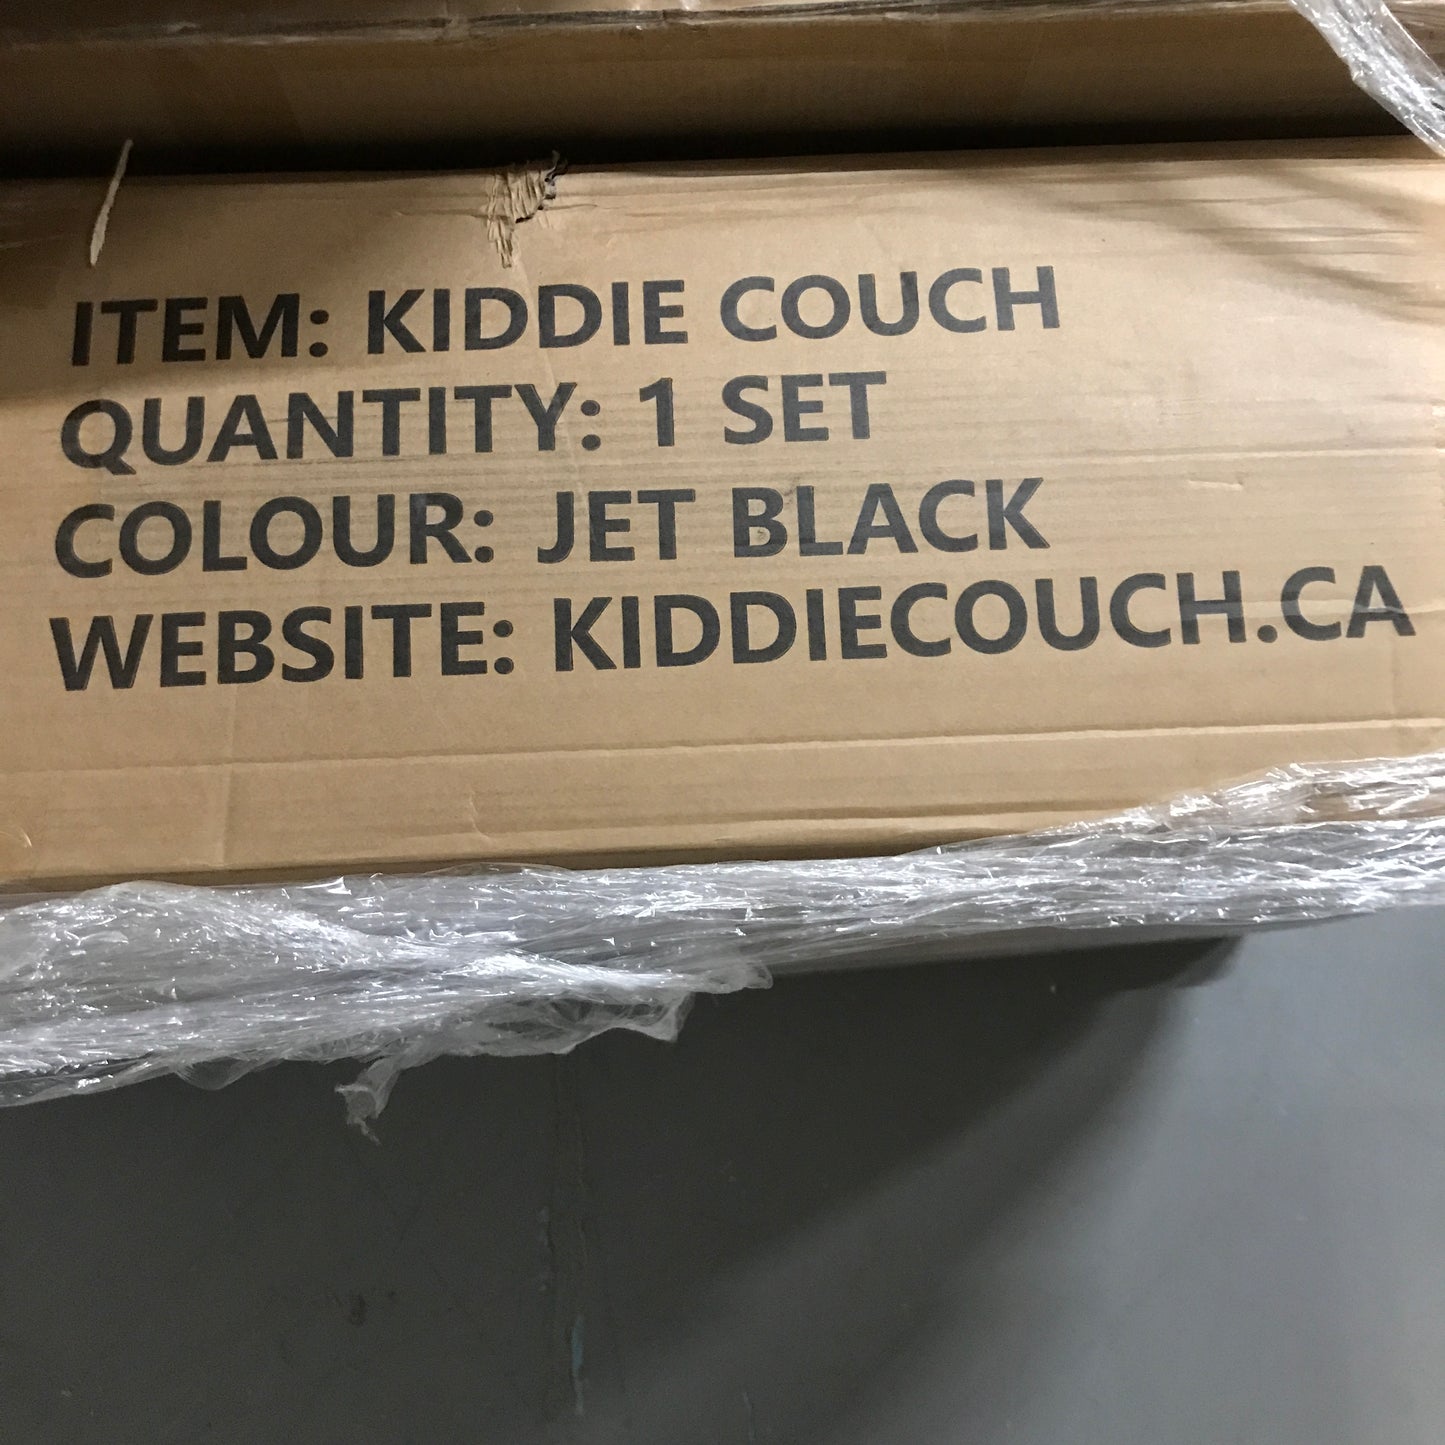 ITEM: KIDDIE COUCH
QUANTITY: 1 SET
COLOUR: JET BLACK
WEBSITE: KIDDIECOUCH.CA